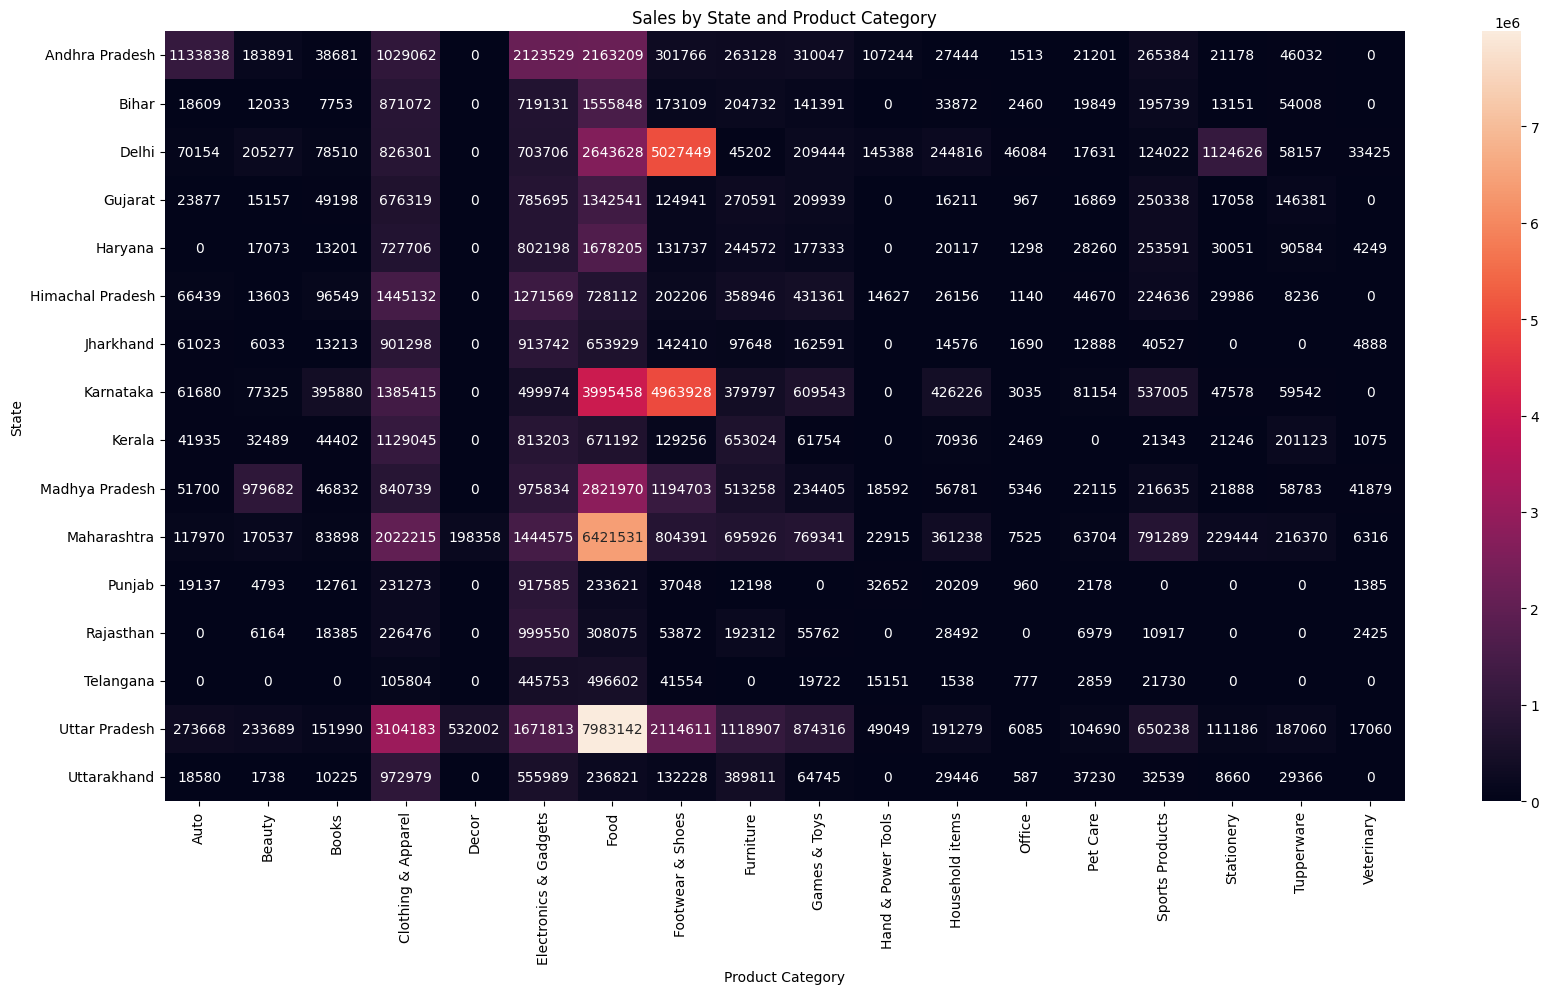 Sales by State and Product Category
1e6
Andhra Pradesh 1133838 183891 38681 1029062 0 2123529 2163209 301766 263128 310047 107244 27444 1513 21201 265384 21178 46032 0
Bihar 18609 12033 7753 871072 0 719131 1555848 173109 204732 141391 0 33872 2460 19849 195739 13151 54008 0
Delhi 70154 205277 78510 826301 0 703706 2643628 5027449 45202 209444 145388 244816 46084 17631 124022 1124626 58157 33425
Gujarat 23877 15157 49198 676319 0 785695 1342541 124941 270591 209939 0 16211 967 16869 250338 17058 146381 0
Haryana 0 17073 13201 727706 0 802198 1678205 131737 244572 177333 0 20117 1298 28260 253591 30051 90584 4249
Himachal Pradesh 66439 13603 96549 1445132 0 1271569 728112 202206 358946 431361 14627 26156 1140 44670 224636 29986 8236 0
Jharkhand 61023 6033 13213 901298 0 913742 653929 142410 97648 162591 0 14576 1690 12888 40527 0 0 4888
Karnataka 61680 77325 395880 1385415 0 499974 3995458 4963928 379797 609543 0 426226 3035 81154 537005 47578 59542 0
Kerala 41935 32489 44402 1129045 0 813203 671192 129256 653024 61754 0 70936 2469 0 21343 21246 201123 1075
Madhya Pradesh 51700 979682 46832 840739 0 975834 2821970 1194703 513258 234405 18592 56781 5346 22115 216635 21888 58783 41879
Maharashtra 117970 170537 83898 2022215 198358 1444575 6421531 804391 695926 769341 22915 361238 7525 63704 791289 229444 216370 6316
Punjab 19137 4793 12761 231273 0 917585 233621 37048 12198 0 32652 20209 960 2178 0 0 0 1385
Rajasthan 0 6164 18385 226476 0 999550 308075 53872 192312 55762 0 28492 0 6979 10917 0 0 2425
Telangana 0 0 0 105804 0 445753 496602 41554 0 19722 15151 1538 777 2859 21730 0 0 0
Uttar Pradesh 273668 233689 151990 3104183 532002 1671813 7983142 2114611 1118907 874316 49049 191279 6085 104690 650238 111186 187060 17060
Uttarakhand 18580 1738 10225 972979 0 555989 236821 132228 389811 64745 0 29446 587 37230 32539 8660 29366 0
State
Auto
Beauty
Books
Clothing & Apparel
Decor
Electronics & Gadgets
Food
Footwear & Shoes
Furniture
Games & Toys
Hand & Power Tools
Household items
Office
Pet Care
Sports Products
Stationery
Tupperware
Veterinary
Product Category
7
6
5
4
3
2
1
0